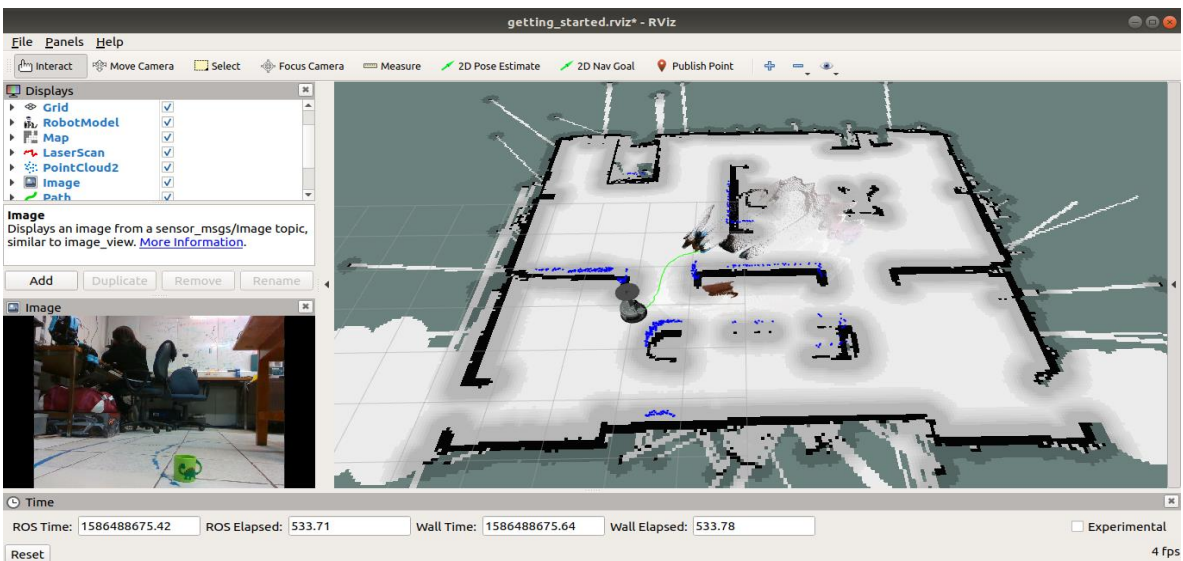 getting_started.rviz* - RViz
File Panels Help
Interact Move Camera Select Focus Camera Measure 2D Pose Estimate 2D Nav Goal Publish Point
Displays
Grid
RobotModel
Map
LaserScan
PointCloud2
Image
Path
Image
Displays an image from a sensor_msgs/Image topic,
similar to image_view. More Information.
Add Duplicate Remove Rename
Image
Time
ROS Time: 1586488675.42 ROS Elapsed: 533.71 Wall Time: 1586488675.64 Wall Elapsed: 533.78 Experimental
Reset 4 fps